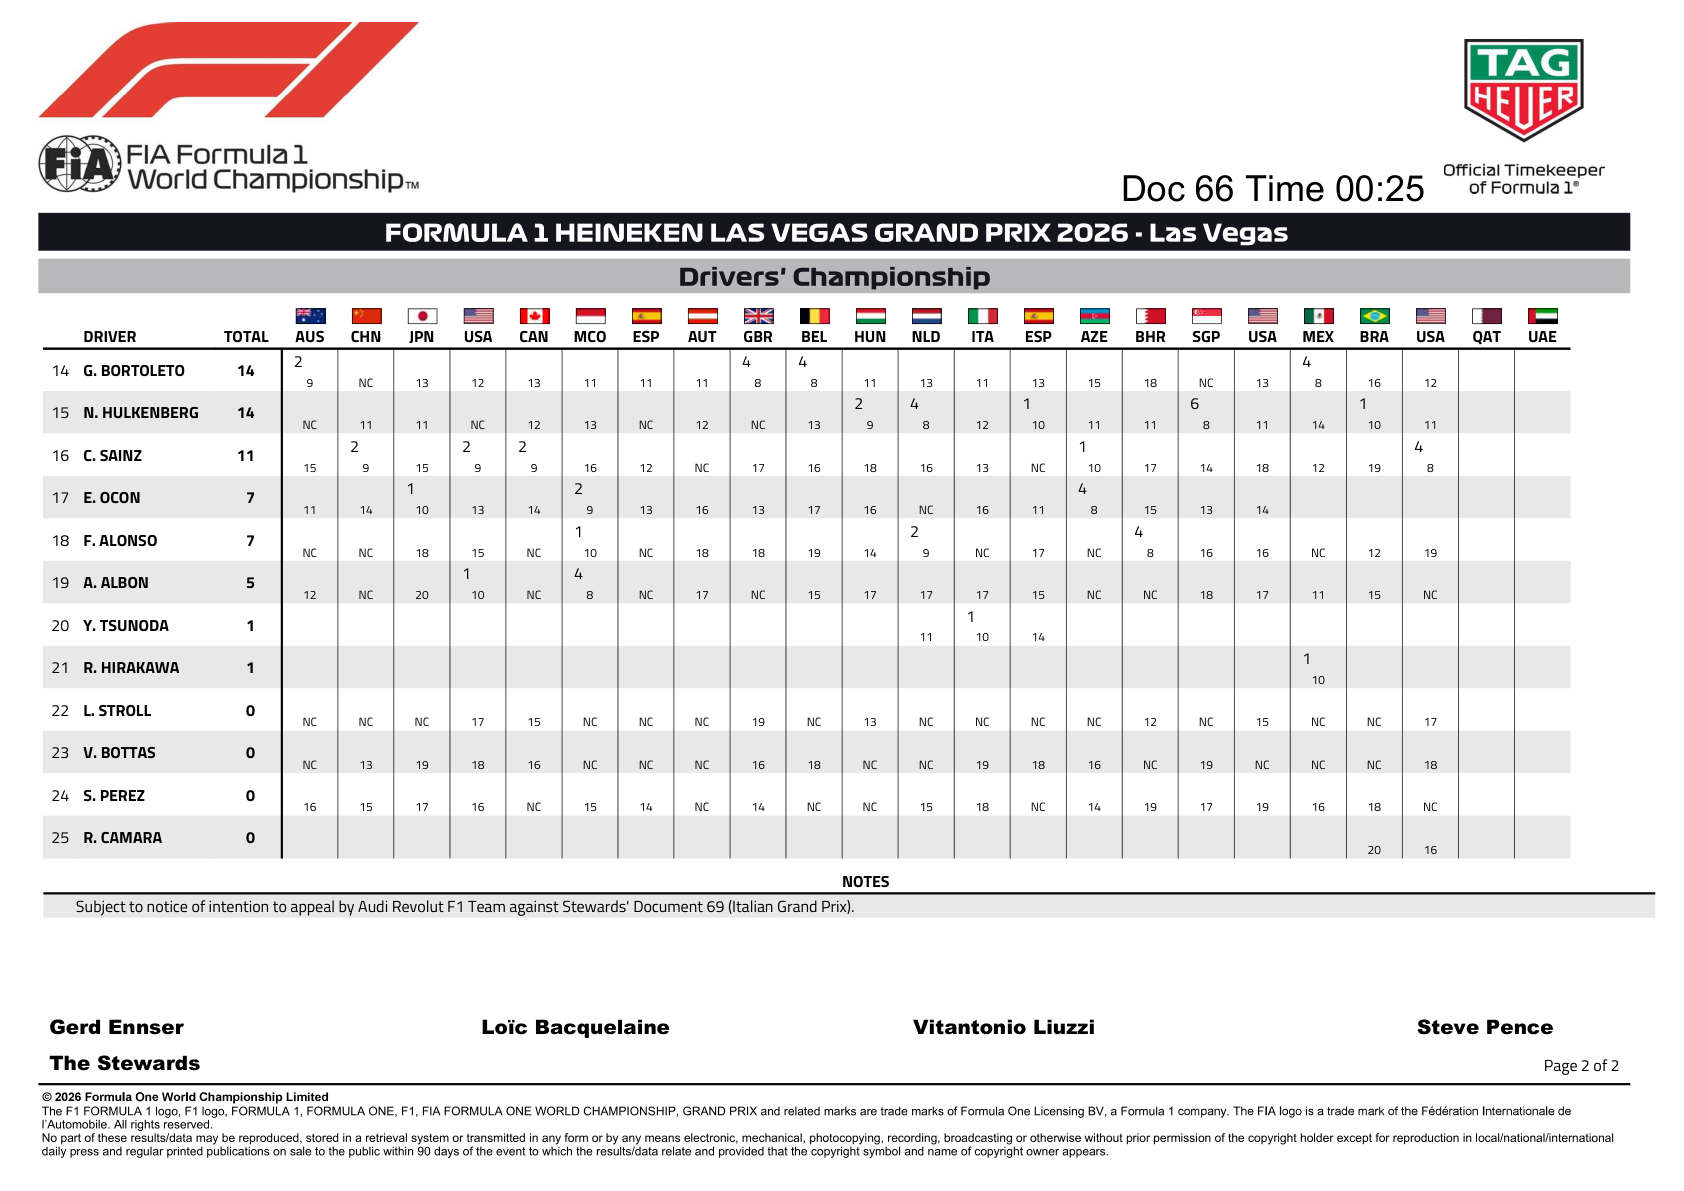 TAG
HEUER
FIA
FIA Formula 1
World Championship™
Official Timekeeper
of Formula 1®
Doc 66 Time 00:25
FORMULA 1 HEINEKEN LAS VEGAS GRAND PRIX 2026 - Las Vegas
Drivers' Championship
DRIVER TOTAL AUS CHN JPN USA CAN MCO ESP AUT GBR BEL HUN NLD ITA ESP AZE BHR SGP USA MEX BRA USA QAT UAE
2 4 4 4
14 G. BORTOLETO 14
9 NC 13 12 13 11 11 11 8 8 11 13 11 13 15 18 NC 13 8 16 12
2 4 1 6 1
15 N. HULKENBERG 14
NC 11 11 NC 12 13 NC 12 NC 13 9 8 12 10 11 11 8 11 14 10 11
2 2 2 1 4
16 C. SAINZ 11
15 9 15 9 9 16 12 NC 17 16 18 16 13 NC 10 17 14 18 12 19 8
1 2 4
17 E. OCON 7
11 14 10 13 14 9 13 16 13 17 16 NC 16 11 8 15 13 14
1 2 4
18 F. ALONSO 7
NC NC 18 15 NC 10 NC 18 18 19 14 9 NC 17 NC 8 16 16 NC 12 19
1 4
19 A. ALBON 5
12 NC 20 10 NC 8 NC 17 NC 15 17 17 17 15 NC NC 18 17 11 15 NC
1
20 Y. TSUNODA 1
11 10 14
1
21 R. HIRAKAWA 1
10
22 L. STROLL 0
NC NC NC 17 15 NC NC NC 19 NC 13 NC NC NC NC 12 NC 15 NC NC 17
23 V. BOTTAS 0
NC 13 19 18 16 NC NC NC 16 18 NC NC 19 18 16 NC 19 NC NC NC 18
24 S. PEREZ 0
16 15 17 16 NC 15 14 NC 14 NC NC 15 18 NC 14 19 17 19 16 18 NC
25 R. CAMARA 0
20 16
NOTES
Subject to notice of intention to appeal by Audi Revolut F1 Team against Stewards' Document 69 (Italian Grand Prix).
Gerd Ennser Loïc Bacquelaine Vitantonio Liuzzi Steve Pence
The Stewards
Page 2 of 2
© 2026 Formula One World Championship Limited
The F1 FORMULA 1 logo, F1 logo, FORMULA 1, FORMULA ONE, F1, FIA FORMULA ONE WORLD CHAMPIONSHIP, GRAND PRIX and related marks are trade marks of Formula One Licensing BV, a Formula 1 company. The FIA logo is a trade mark of the Fédération Internationale de
l'Automobile. All rights reserved.
No part of these results/data may be reproduced, stored in a retrieval system or transmitted in any form or by any means electronic, mechanical, photocopying, recording, broadcasting or otherwise without prior permission of the copyright holder except for reproduction in local/national/international
daily press and regular printed publications on sale to the public within 90 days of the event to which the results/data relate and provided that the copyright symbol and name of copyright owner appears.